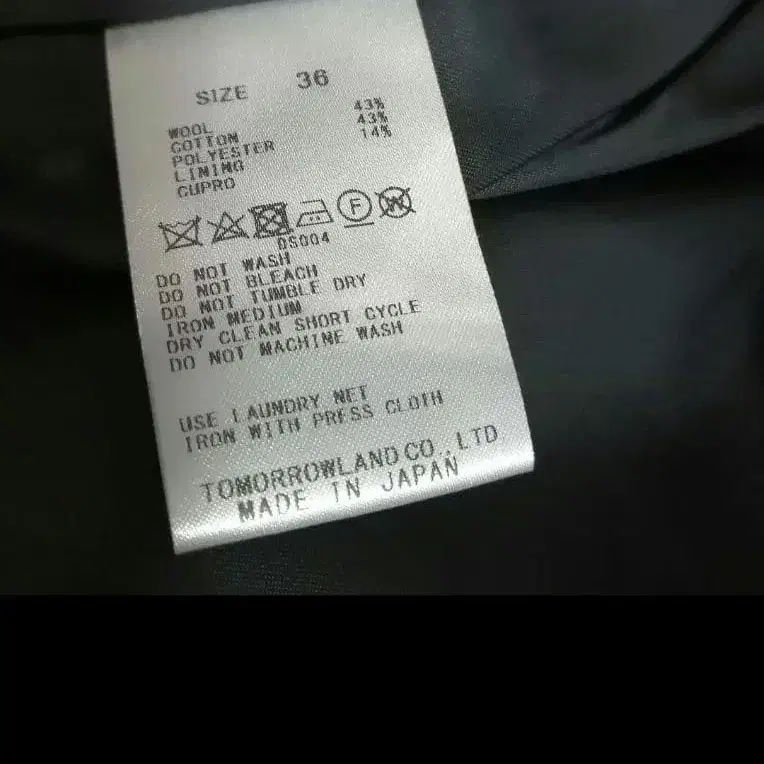 SIZE 36
WOOL 43%
COTTON 43%
POLYESTER 14%
LINING
CUPRO
F W
DS004
DO NOT WASH
DO NOT BLEACH
DO NOT TUMBLE DRY
IRON MEDIUM
DRY CLEAN SHORT CYCLE
DO NOT MACHINE WASH
USE LAUNDRY NET
IRON WITH PRESS CLOTH
TOMORROWLAND CO., LTD
MADE IN JAPAN